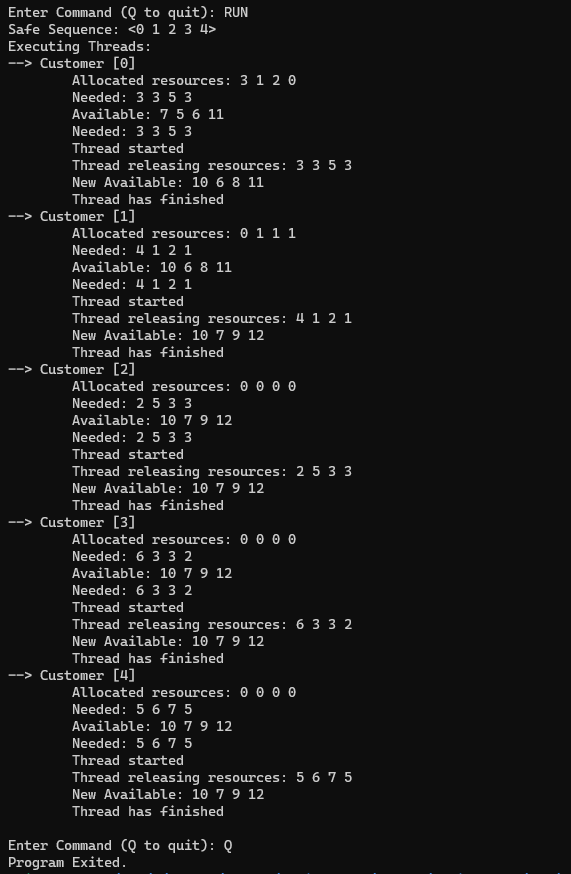 Enter Command (Q to quit): RUN
Safe Sequence: <0 1 2 3 4>
Executing Threads:
--> Customer [0]
Allocated resources: 3 1 2 0
Needed: 3 3 5 3
Available: 7 5 6 11
Needed: 3 3 5 3
Thread started
Thread releasing resources: 3 3 5 3
New Available: 10 6 8 11
Thread has finished
--> Customer [1]
Allocated resources: 0 1 1 1
Needed: 4 1 2 1
Available: 10 6 8 11
Needed: 4 1 2 1
Thread started
Thread releasing resources: 4 1 2 1
New Available: 10 7 9 12
Thread has finished
--> Customer [2]
Allocated resources: 0 0 0 0
Needed: 2 5 3 3
Available: 10 7 9 12
Needed: 2 5 3 3
Thread started
Thread releasing resources: 2 5 3 3
New Available: 10 7 9 12
Thread has finished
--> Customer [3]
Allocated resources: 0 0 0 0
Needed: 6 3 3 2
Available: 10 7 9 12
Needed: 6 3 3 2
Thread started
Thread releasing resources: 6 3 3 2
New Available: 10 7 9 12
Thread has finished
--> Customer [4]
Allocated resources: 0 0 0 0
Needed: 5 6 7 5
Available: 10 7 9 12
Needed: 5 6 7 5
Thread started
Thread releasing resources: 5 6 7 5
New Available: 10 7 9 12
Thread has finished
Enter Command (Q to quit): Q
Program Exited.